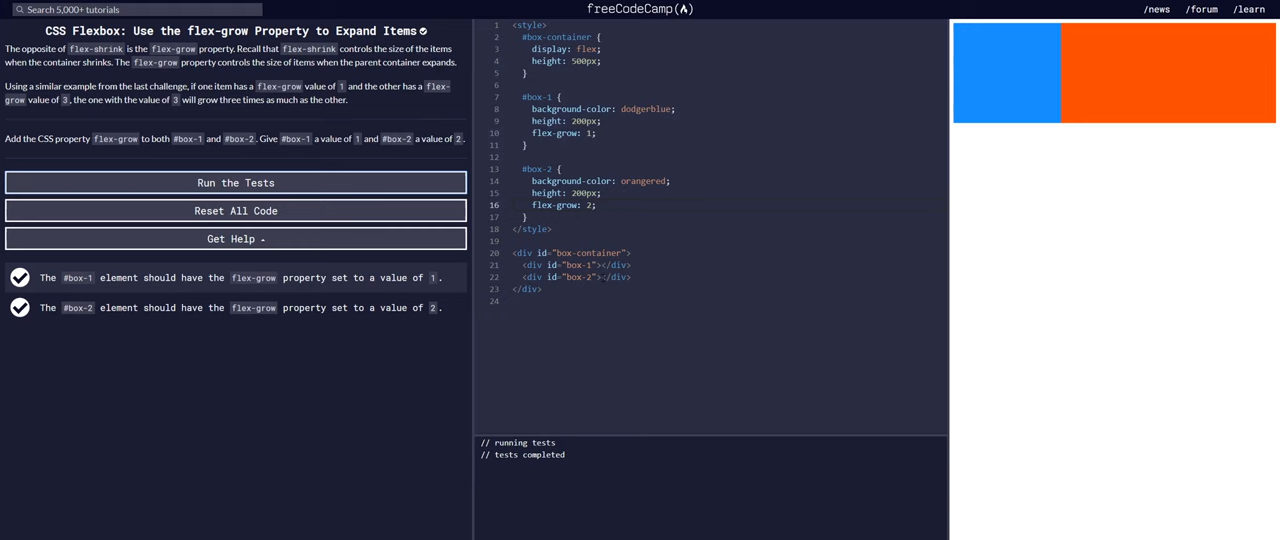 Search 5,000+ tutorials
freeCodeCamp
/news
/forum
/learn
CSS Flexbox: Use the flex-grow Property to Expand Items
The opposite of flex-shrink is the flex-grow property. Recall that flex-shrink controls the size of the items
when the container shrinks. The flex-grow property controls the size of items when the parent container expands.
Using a similar example from the last challenge, if one item has a flex-grow value of 1 and the other has a flex-
grow value of 3, the one with the value of 3 will grow three times as much as the other.
Add the CSS property flex-grow to both #box-1 and #box-2. Give #box-1 a value of 1 and #box-2 a value of 2.
Run the Tests
Reset All Code
Get Help
The #box-1 element should have the flex-grow property set to a value of 1.
The #box-2 element should have the flex-grow property set to a value of 2.
1 <style>
2 #box-container {
3 display: flex;
4 height: 500px;
5 }
6
7 #box-1 {
8 background-color: dodgerblue;
9 height: 200px;
10 flex-grow: 1;
11 }
12
13 #box-2 {
14 background-color: orangered;
15 height: 200px;
16 flex-grow: 2;
17 }
18 </style>
19
20 <div id="box-container">
21 <div id="box-1"></div>
22 <div id="box-2"></div>
23 </div>
24
// running tests
// tests completed